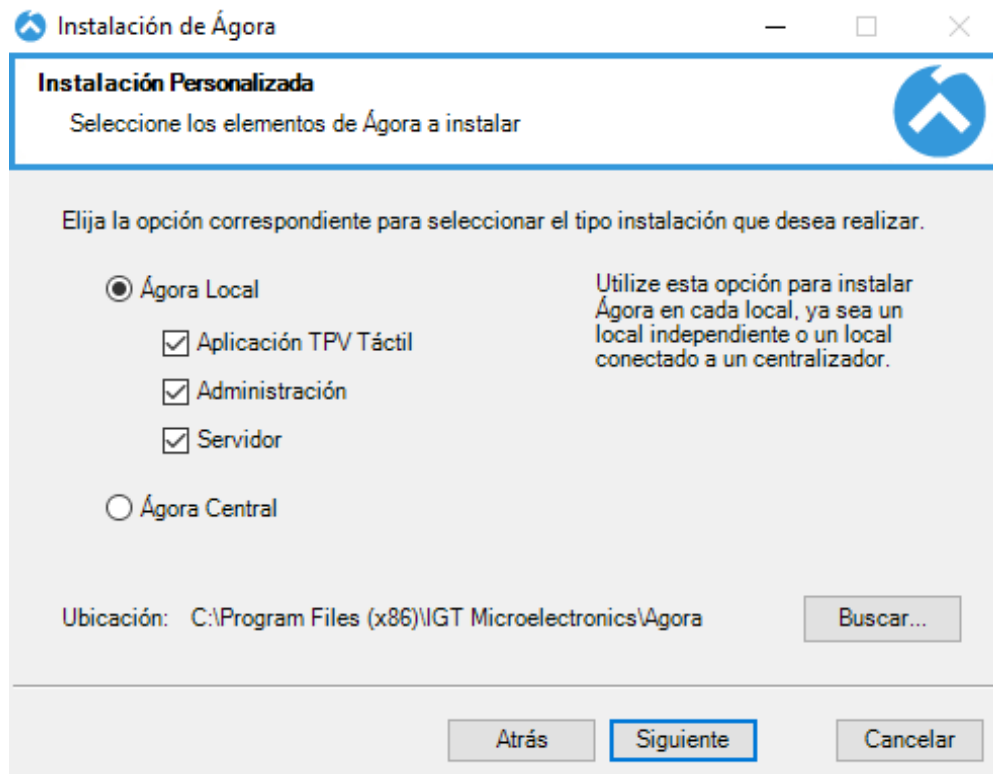 Instalación de Ágora
Instalación Personalizada
Seleccione los elementos de Ágora a instalar
Elija la opción correspondiente para seleccionar el tipo instalación que desea realizar.
Ágora Local
Aplicación TPV Táctil
Administración
Servidor
Ágora Central
Utilize esta opción para instalar
Ágora en cada local, ya sea un
local independiente o un local
conectado a un centralizador.
Ubicación: C:\Program Files (x86)\IGT Microelectronics\Agora
Buscar...
Atrás
Siguiente
Cancelar